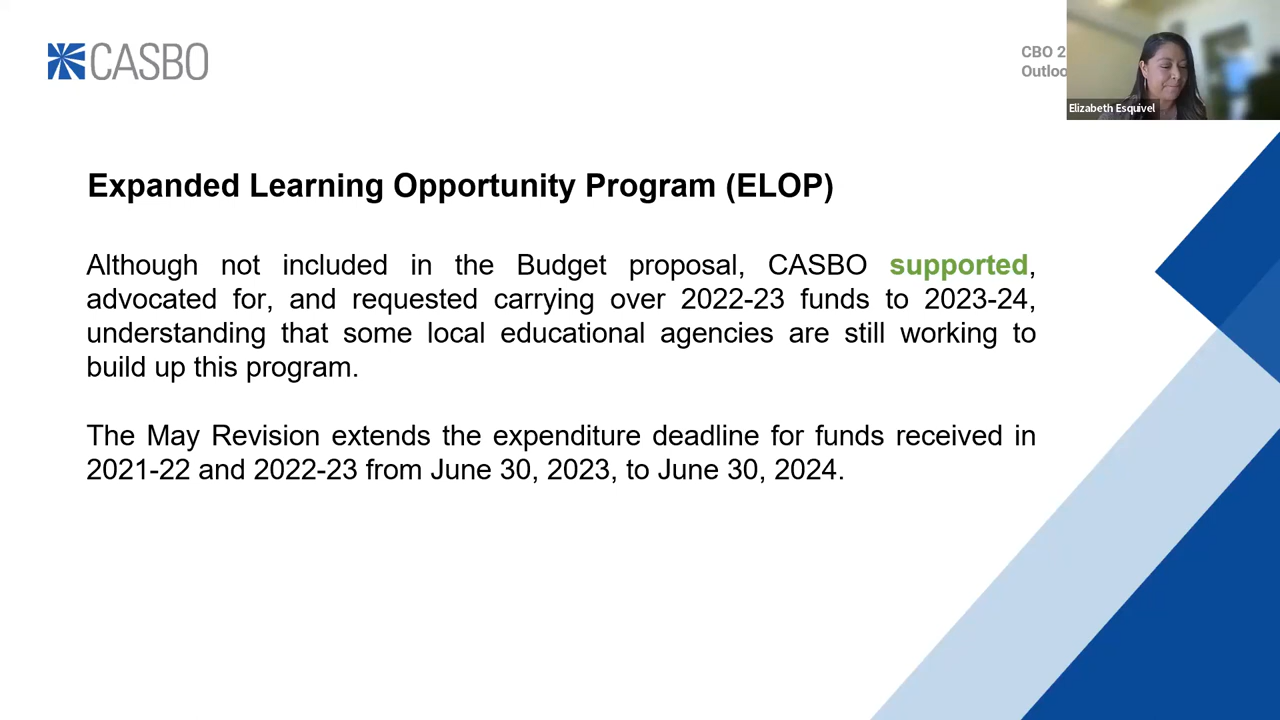 CASBO
CBO 2
Outloo
Elizabeth Esquivel
Expanded Learning Opportunity Program (ELOP)
Although not included in the Budget proposal, CASBO supported,
advocated for, and requested carrying over 2022-23 funds to 2023-24,
understanding that some local educational agencies are still working to
build up this program.
The May Revision extends the expenditure deadline for funds received in
2021-22 and 2022-23 from June 30, 2023, to June 30, 2024.